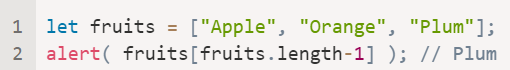 1 let fruits = ["Apple", "Orange", "Plum"];
2 alert( fruits[fruits.length-1] ); // Plum